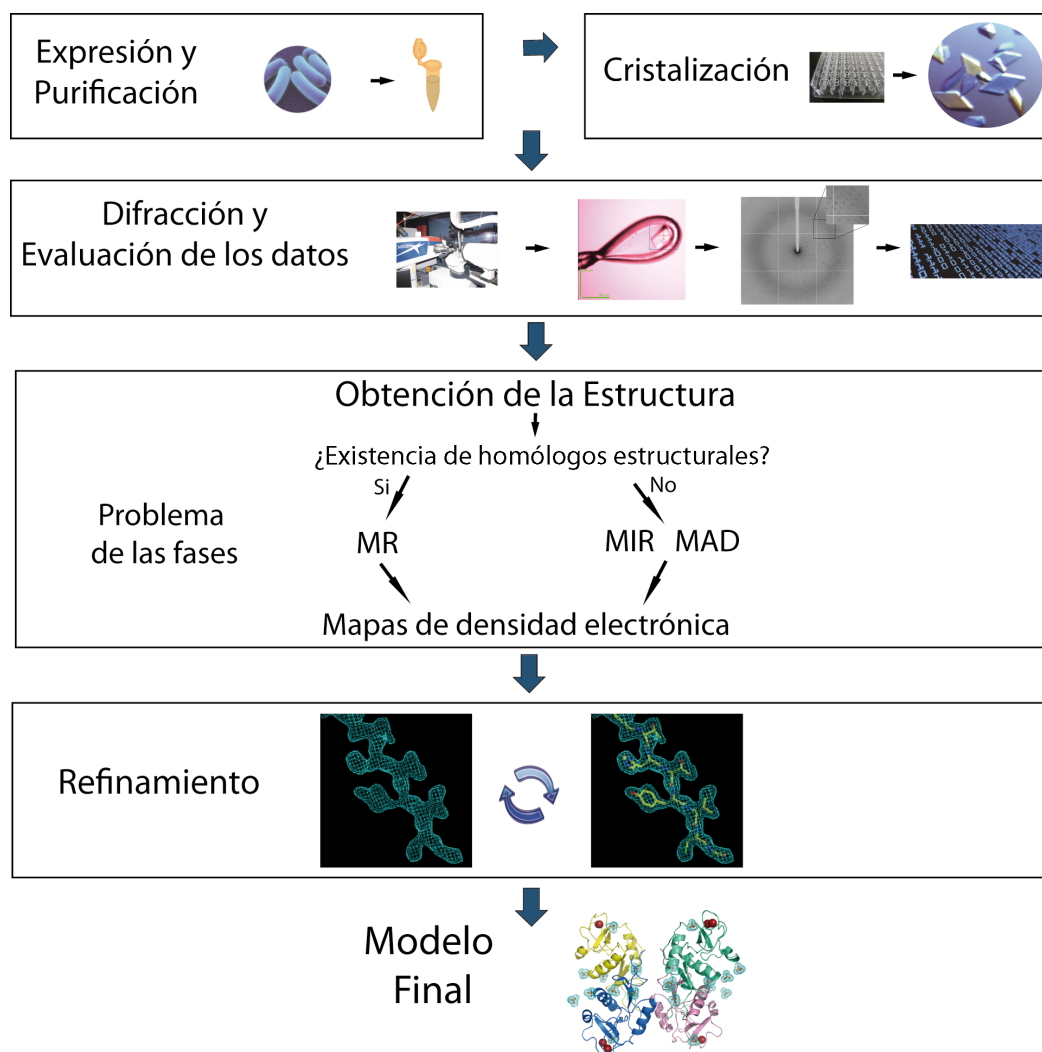 Expresión y
Purificación
Cristalización
Difracción y
Evaluación de los datos
Obtención de la Estructura
¿Existencia de homólogos estructurales?
Si
No
Problema
de las fases
MR
MIR MAD
Mapas de densidad electrónica
Refinamiento
Modelo
Final